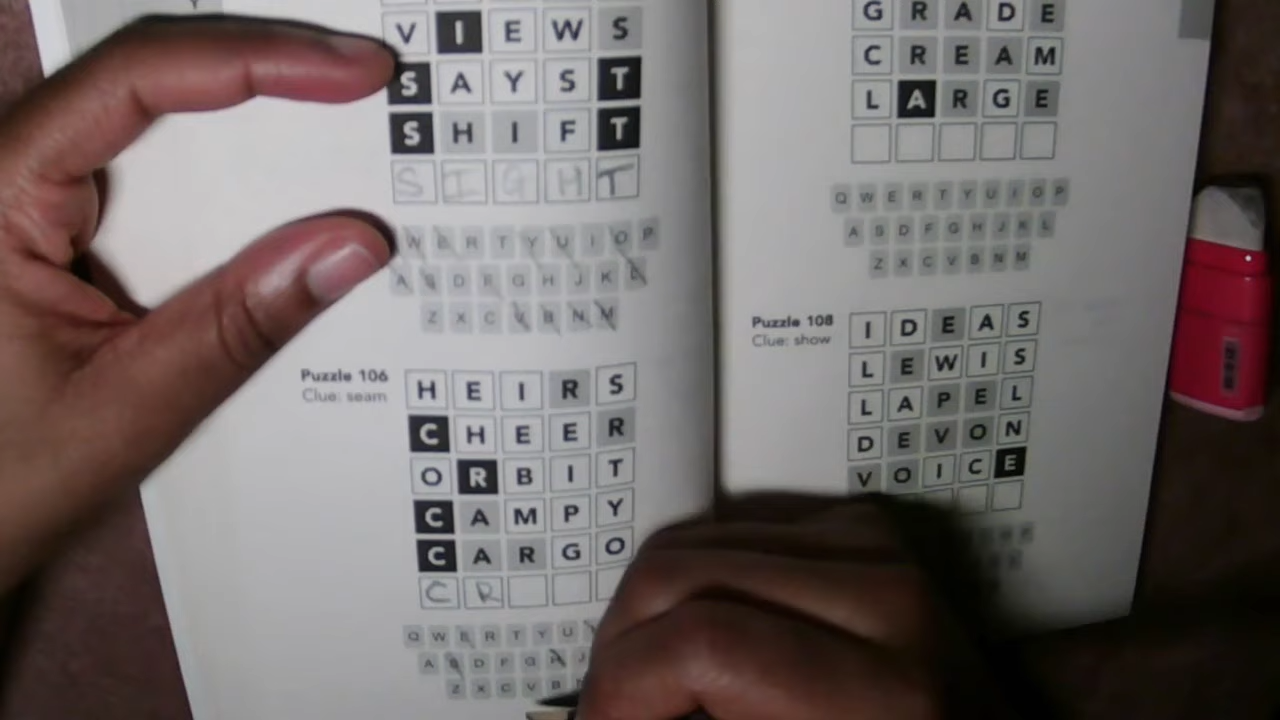 V I E W S
S A Y S T
S H I F T
S I G H T
W E R T Y U I O P
A S D F G H J K L
Z X C V B N M
Puzzle 106
Clue: seam
H E I R S
C H E E R
O R B I T
C A M P Y
C A R G O
C R
Q W E R T Y U
A S D F G H J
Z X C V B N
G R A D E
C R E A M
L A R G E
Q W E R T Y U I O P
A S D F G H J K L
Z X C V B N M
Puzzle 108
Clue: show
I D E A S
L E W I S
L A P E L
D E V O N
V O I C E